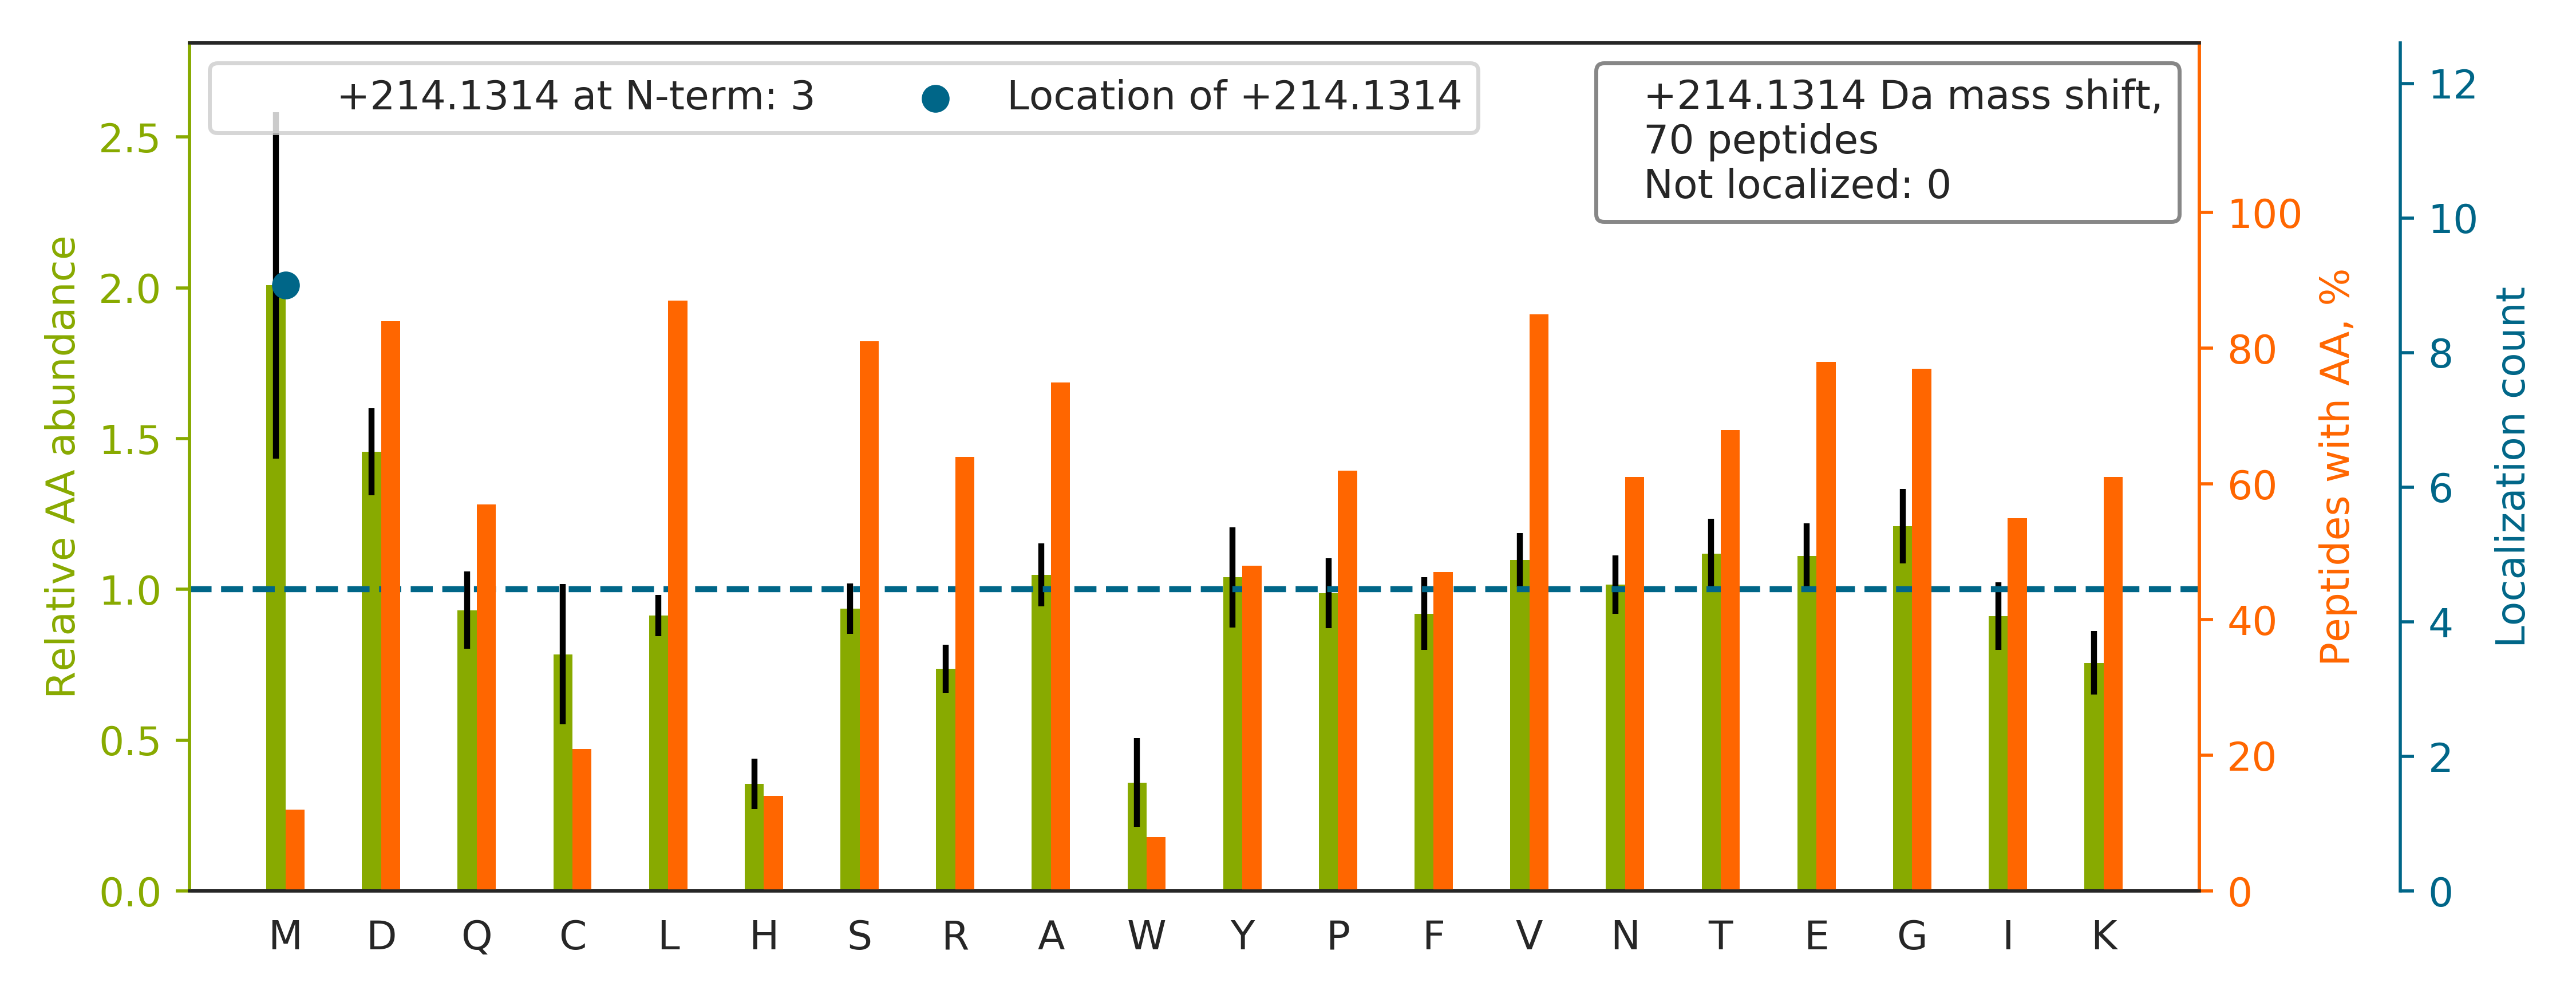 +214.1314 at N-term: 3
Location of +214.1314
+214.1314 Da mass shift,
70 peptides
Not localized: 0
Relative AA abundance
2.5
2.0
1.5
1.0
0.5
0.0
M D Q C L H S R A W Y P F V N T E G I K
100
80
60
40
20
0
Peptides with AA, %
12
10
8
6
4
2
0
Localization count